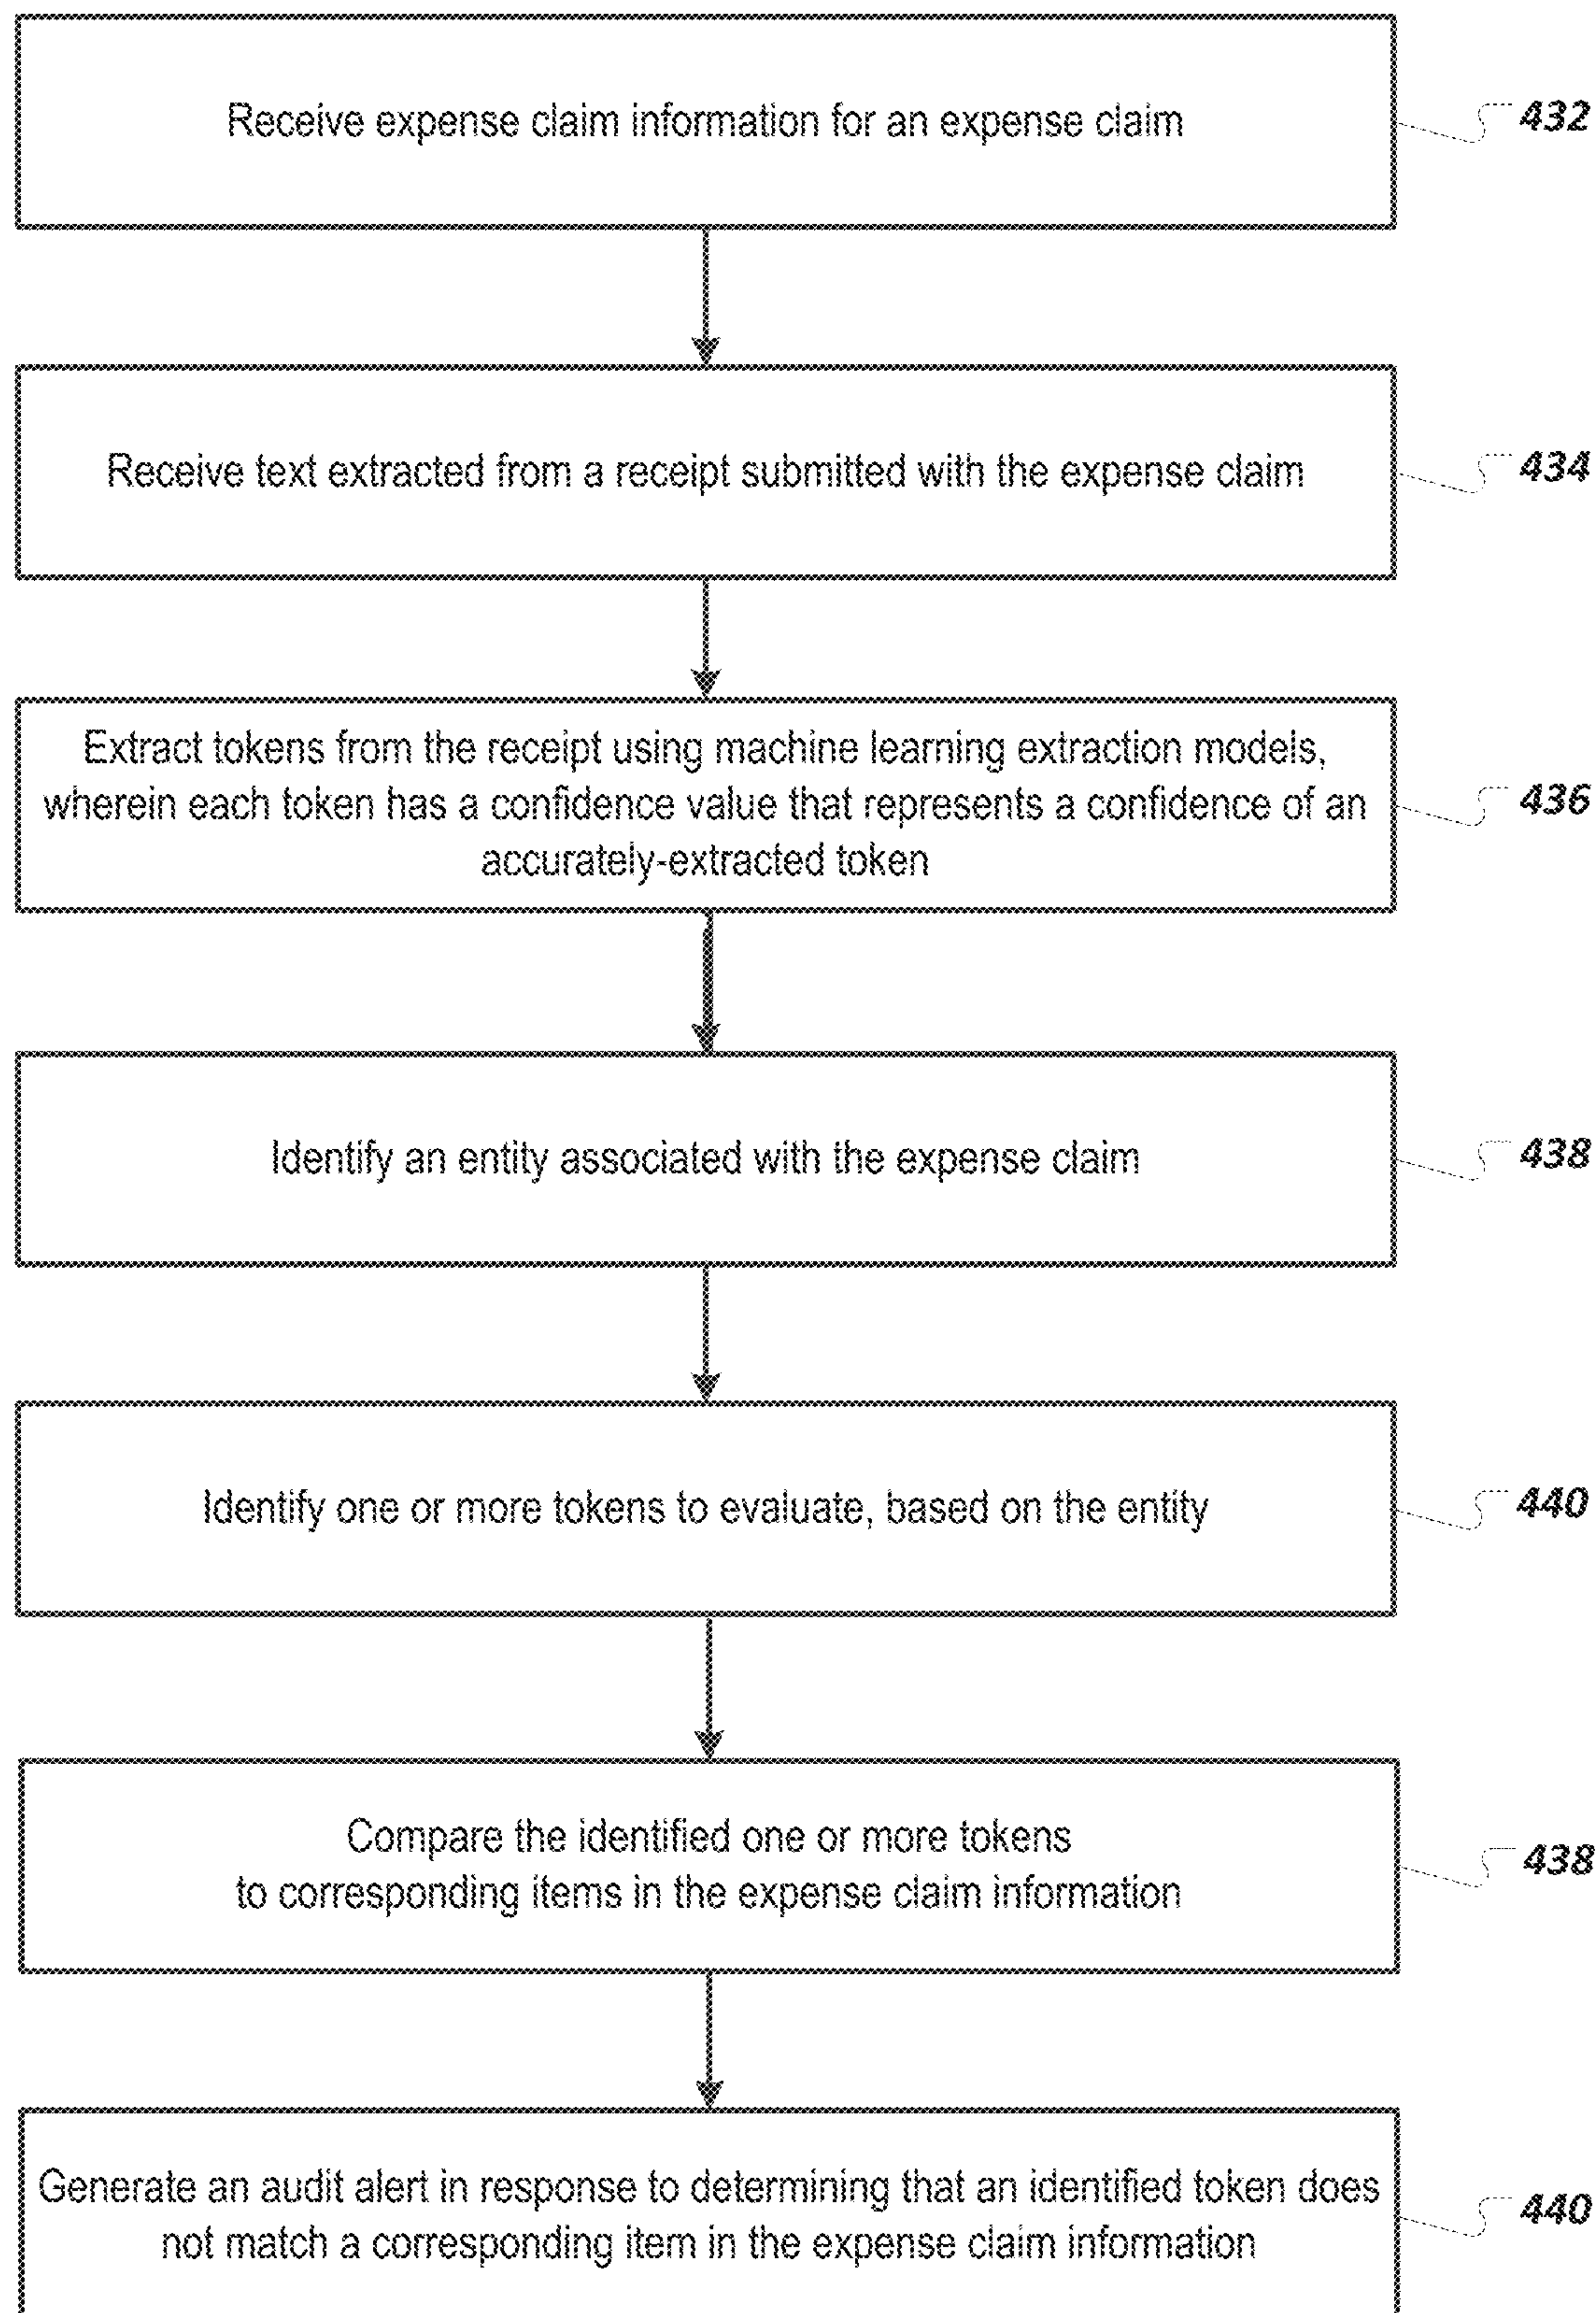 Receive expense claim information for an expense claim
432
Receive text extracted from a receipt submitted with the expense claim
434
Extract tokens from the receipt using machine learning extraction models,
wherein each token has a confidence value that represents a confidence of an
accurately-extracted token
436
Identify an entity associated with the expense claim
438
Identify one or more tokens to evaluate, based on the entity
440
Compare the identified one or more tokens
to corresponding items in the expense claim information
438
Generate an audit alert in response to determining that an identified token does
not match a corresponding item in the expense claim information
440